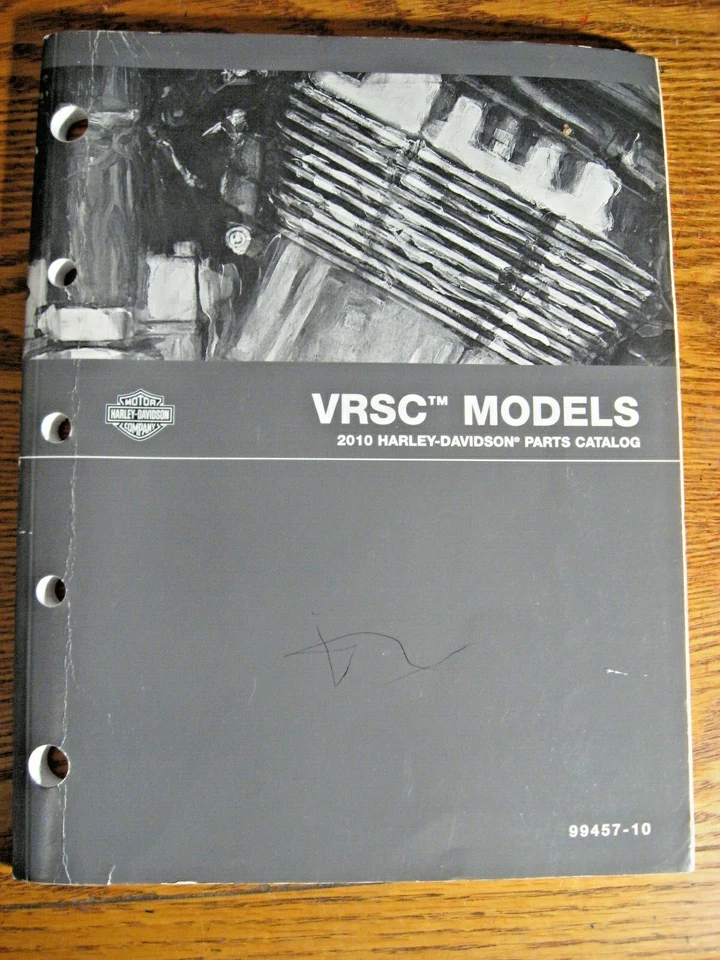 MOTOR
HARLEY-DAVIDSON
COMPANY
VRSC™ MODELS
2010 HARLEY-DAVIDSON® PARTS CATALOG
99457-10